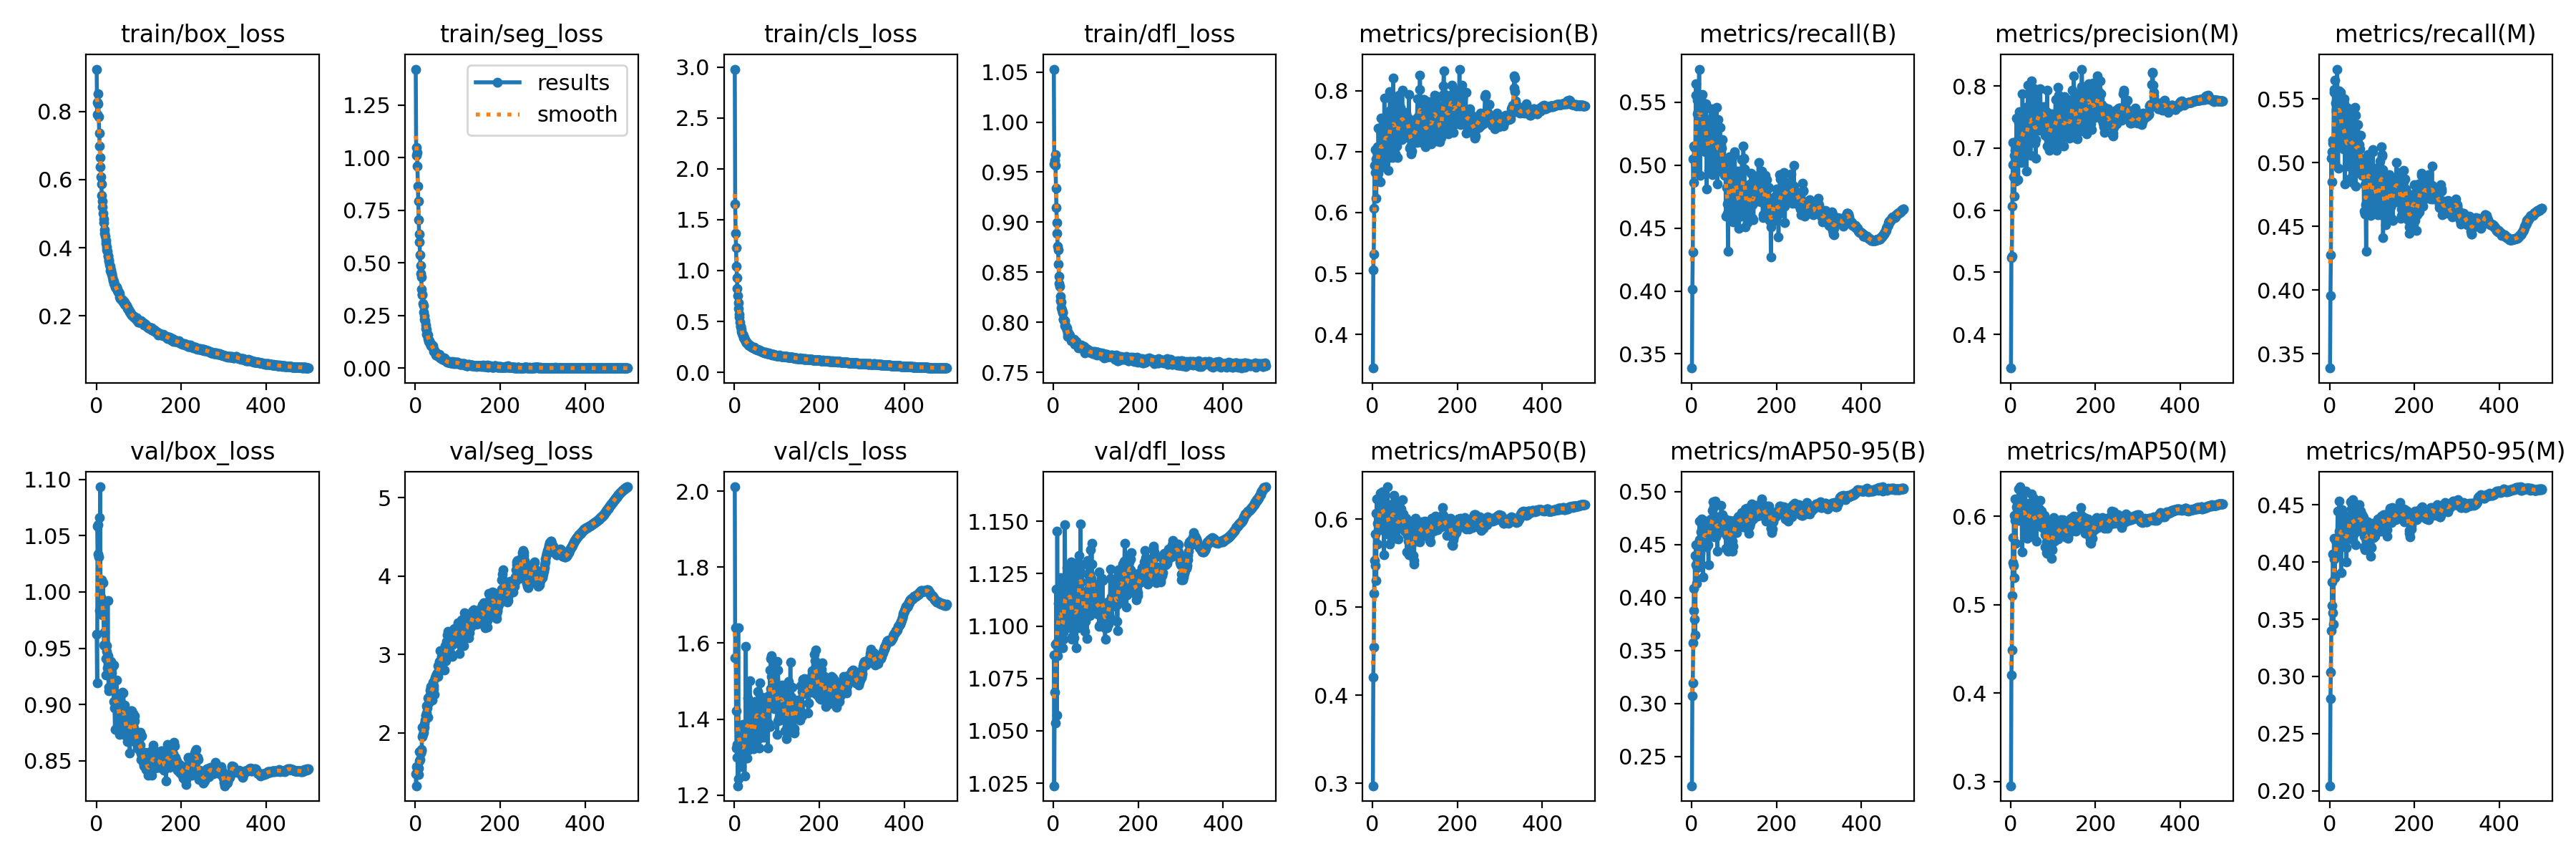 train/box_loss
train/seg_loss
train/cls_loss
train/dfl_loss
metrics/precision(B)
metrics/recall(B)
metrics/precision(M)
metrics/recall(M)
0.8
0.6
0.4
0.2
0 200 400
results
smooth
1.25
1.00
0.75
0.50
0.25
0.00
0 200 400
3.0
2.5
2.0
1.5
1.0
0.5
0.0
0 200 400
1.05
1.00
0.95
0.90
0.85
0.80
0.75
0 200 400
0.8
0.7
0.6
0.5
0.4
0 200 400
0.55
0.50
0.45
0.40
0.35
0 200 400
0.8
0.7
0.6
0.5
0.4
0 200 400
0.55
0.50
0.45
0.40
0.35
0 200 400
val/box_loss
val/seg_loss
val/cls_loss
val/dfl_loss
metrics/mAP50(B)
metrics/mAP50-95(B)
metrics/mAP50(M)
metrics/mAP50-95(M)
1.10
1.05
1.00
0.95
0.90
0.85
0 200 400
5
4
3
2
0 200 400
2.0
1.8
1.6
1.4
1.2
0 200 400
1.150
1.125
1.100
1.075
1.050
1.025
0 200 400
0.6
0.5
0.4
0.3
0 200 400
0.50
0.45
0.40
0.35
0.30
0.25
0 200 400
0.6
0.5
0.4
0.3
0 200 400
0.45
0.40
0.35
0.30
0.25
0.20
0 200 400